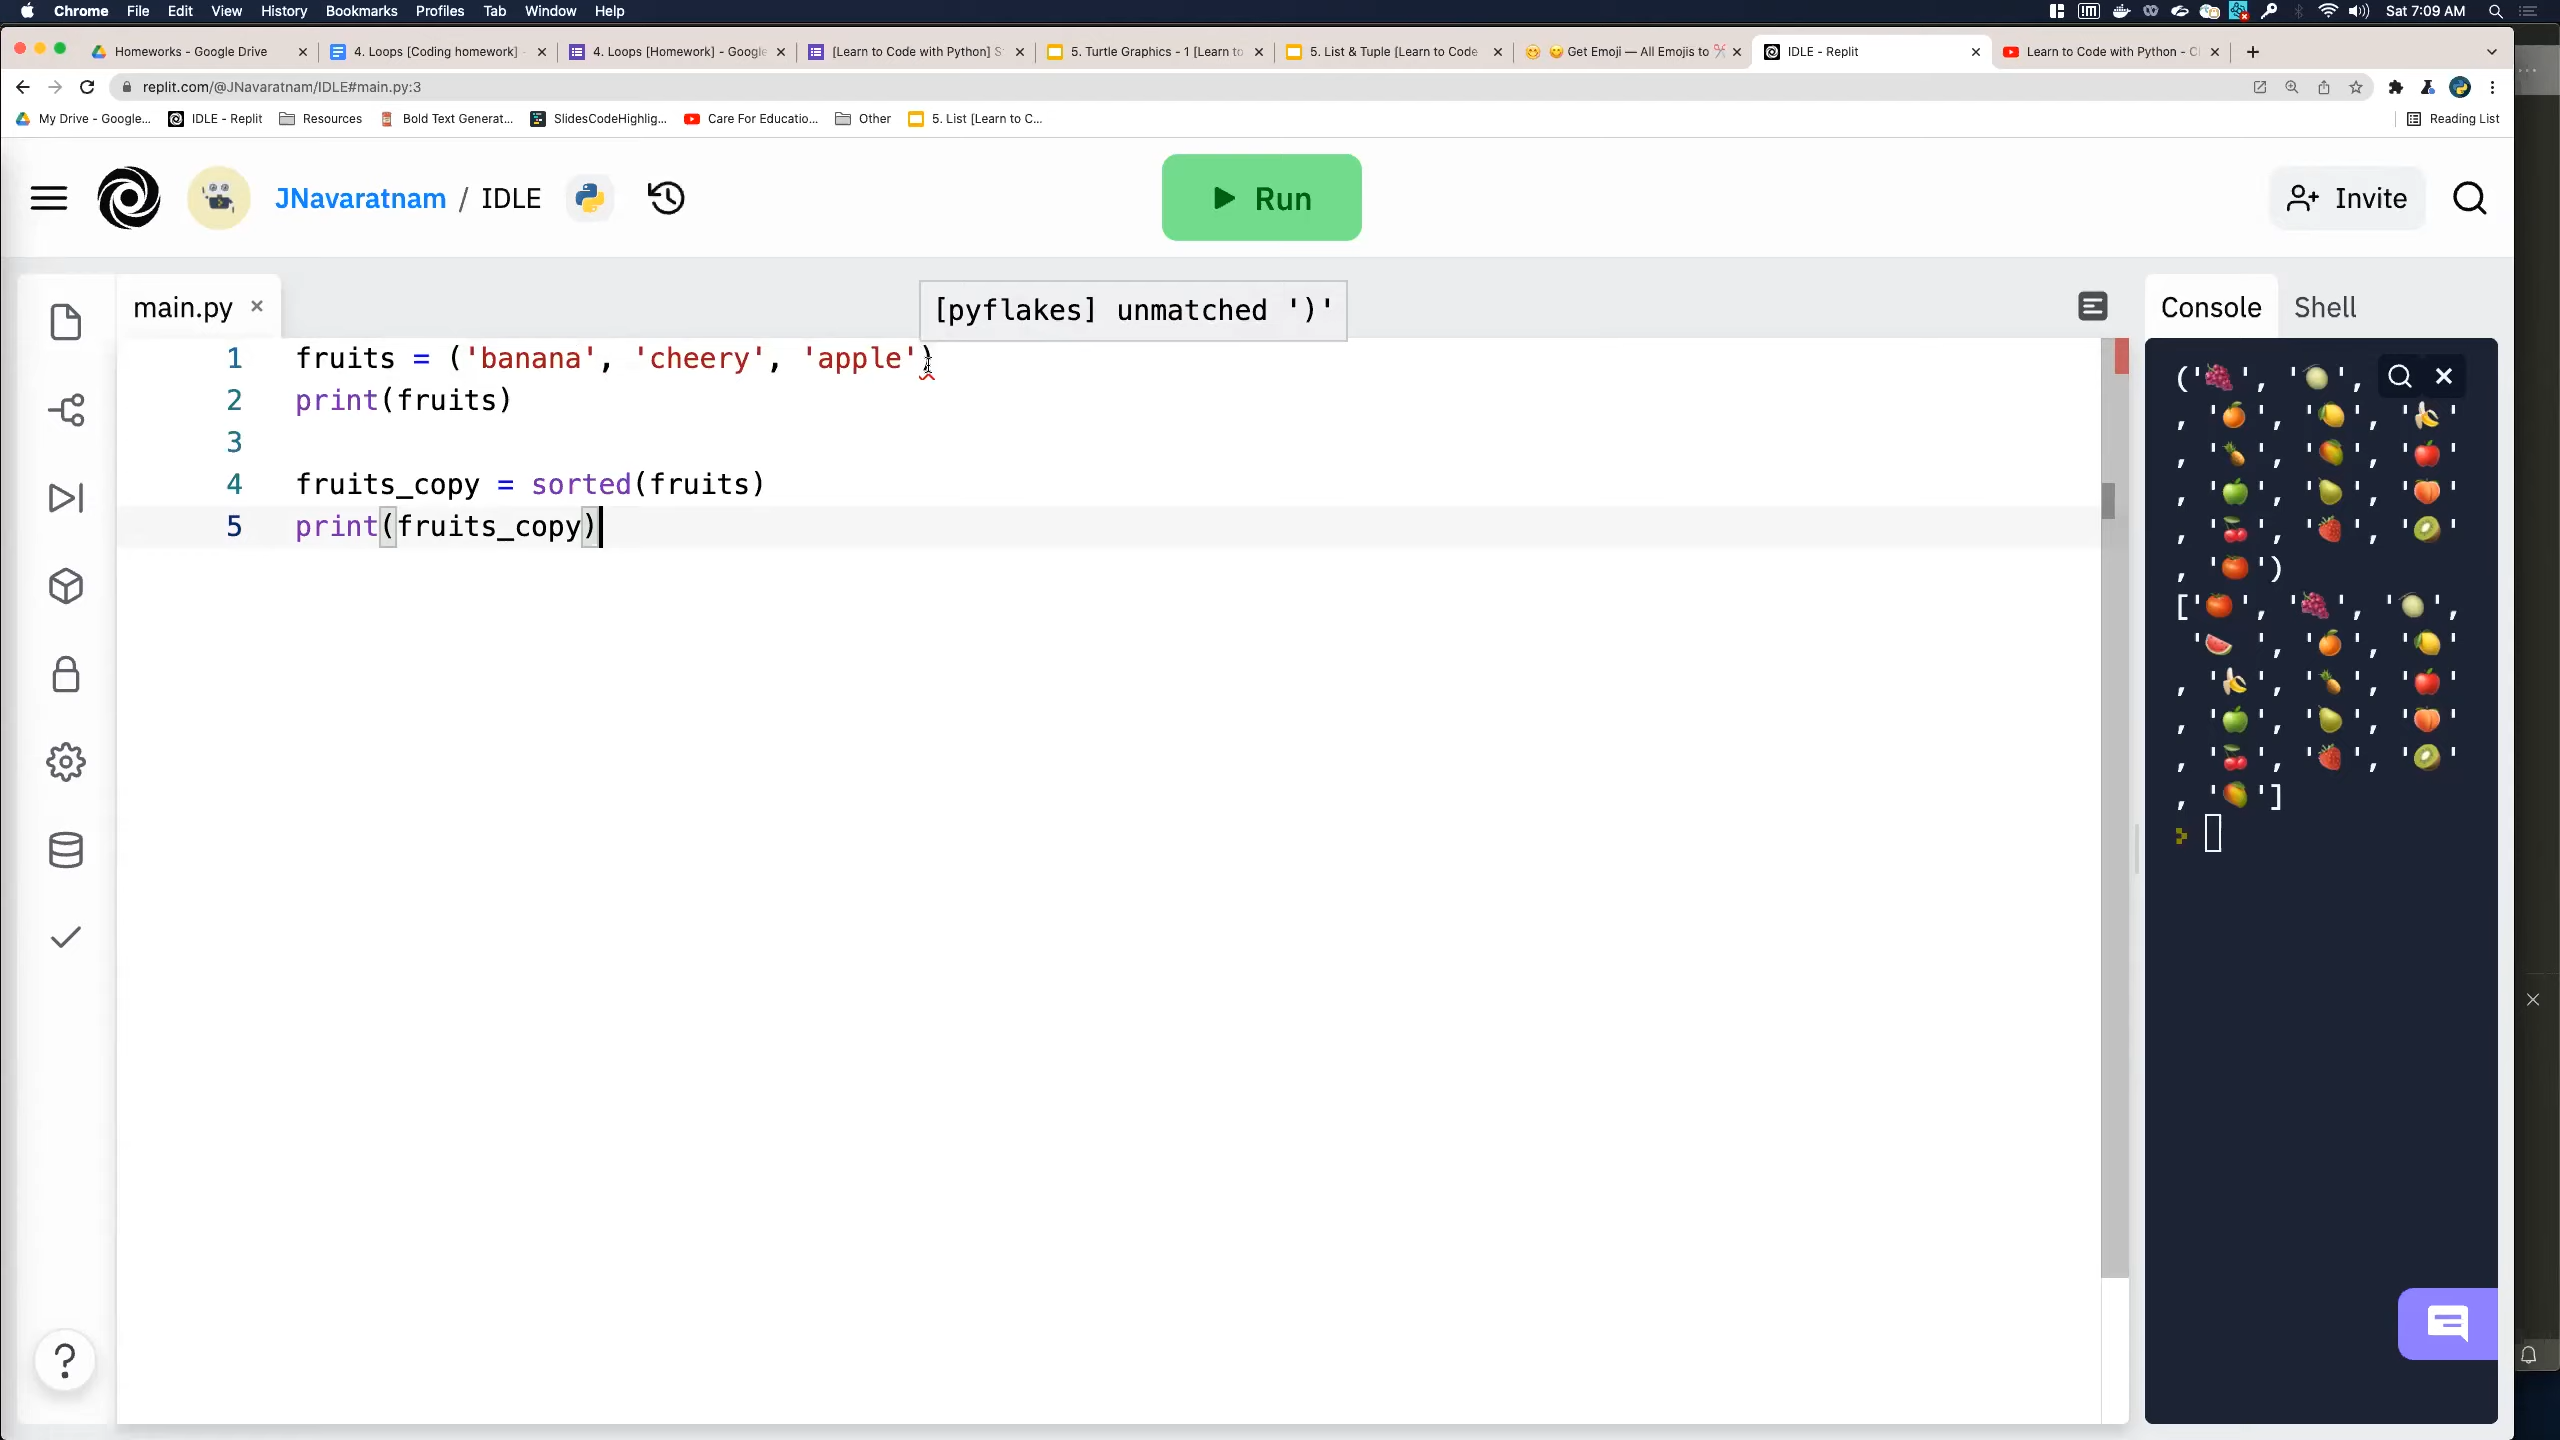 Chrome File Edit View History Bookmarks Profiles Tab Window Help Sat 7:09 AM
Homeworks - Google Drive 4. Loops [Coding homework] - 4. Loops [Homework] - Google [Learn to Code with Python] S 5. Turtle Graphics - 1 [Learn to 5. List & Tuple [Learn to Code 😋 Get Emoji — All Emojis to ✂ IDLE - Replit Learn to Code with Python - C
replit.com/@JNavaratnam/IDLE#main.py:3
My Drive - Google... IDLE - Replit Resources Bold Text Generat... SlidesCodeHighlig... Care For Educatio... Other 5. List [Learn to C... Reading List
JNavaratnam / IDLE Run Invite
main.py Console Shell
[pyflakes] unmatched ')'
1 fruits = ('banana', 'cheery', 'apple')
2 print(fruits)
3
4 fruits_copy = sorted(fruits)
5 print(fruits_copy)
('🍇', '🍈',
, '🍊', '🍋', '🍌'
, '🍍', '🥭', '🍎'
, '🍏', '🍐', '🍑'
, '🍒', '🍓', '🥝'
, '🍅')
['🍅', '🍇', '🍈',
'🍉 ', '🍊', '🍋'
, '🍌', '🍍', '🍎'
, '🍏', '🍐', '🍑'
, '🍒', '🍓', '🥝'
, '🥭']